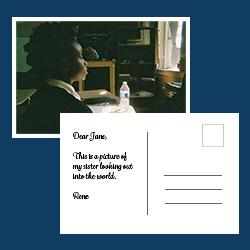 Dear Jane,
This is a picture of
my sister looking out
into the world.
Rene